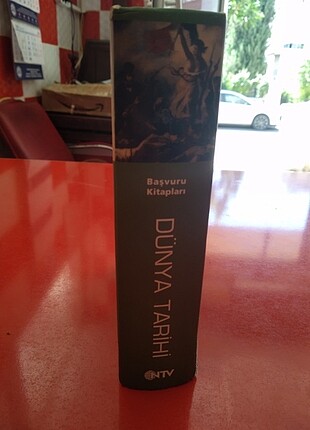 Başvuru
Kitapları
DÜNYA TARİHİ
NTV